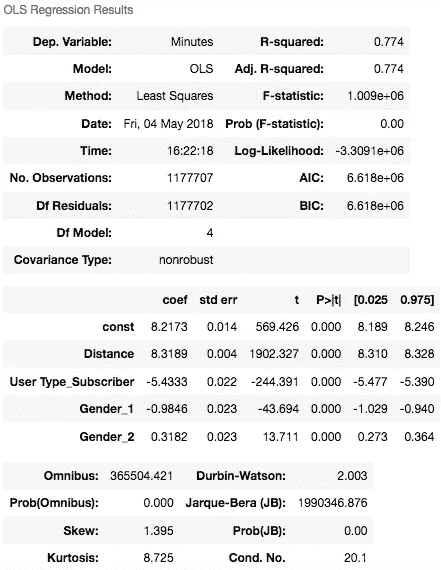 OLS Regression Results
Dep. Variable: Minutes R-squared: 0.774
Model: OLS Adj. R-squared: 0.774
Method: Least Squares F-statistic: 1.009e+06
Date: Fri, 04 May 2018 Prob (F-statistic): 0.00
Time: 16:22:18 Log-Likelihood: -3.3091e+06
No. Observations: 1177707 AIC: 6.618e+06
Df Residuals: 1177702 BIC: 6.618e+06
Df Model: 4
Covariance Type: nonrobust
coef std err t P>|t| [0.025 0.975]
const 8.2173 0.014 569.426 0.000 8.189 8.246
Distance 8.3189 0.004 1902.327 0.000 8.310 8.328
User Type_Subscriber -5.4333 0.022 -244.391 0.000 -5.477 -5.390
Gender_1 -0.9846 0.023 -43.694 0.000 -1.029 -0.940
Gender_2 0.3182 0.023 13.711 0.000 0.273 0.364
Omnibus: 365504.421 Durbin-Watson: 2.003
Prob(Omnibus): 0.000 Jarque-Bera (JB): 1990346.876
Skew: 1.395 Prob(JB): 0.00
Kurtosis: 8.725 Cond. No. 20.1